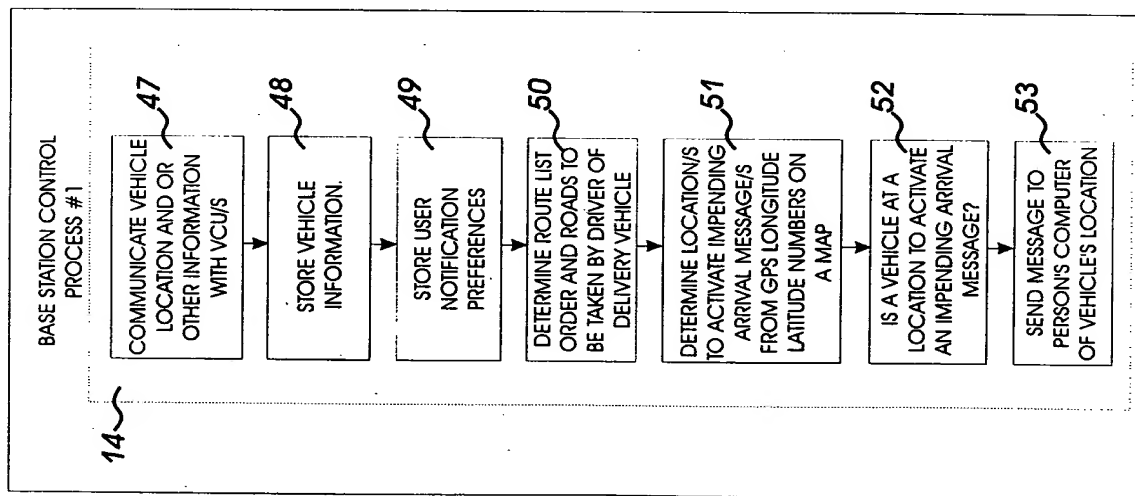 BASE STATION CONTROL
PROCESS #1
14
47
COMMUNICATE VEHICLE
LOCATION AND OR
OTHER INFORMATION
WITH VCU/S
48
STORE VEHICLE
INFORMATION.
49
STORE USER
NOTIFICATION
PREFERENCES
50
DETERMINE ROUTE LIST
ORDER AND ROADS TO
BE TAKEN BY DRIVER OF
DELIVERY VEHICLE
51
DETERMINE LOCATION/S
TO ACTIVATE IMPENDING
ARRIVAL MESSAGE/S
FROM GPS LONGITUDE
LATITUDE NUMBERS ON
A MAP
52
IS A VEHICLE AT A
LOCATION TO ACTIVATE
AN IMPENDING ARRIVAL
MESSAGE?
53
SEND MESSAGE TO
PERSON'S COMPUTER
OF VEHICLE'S LOCATION